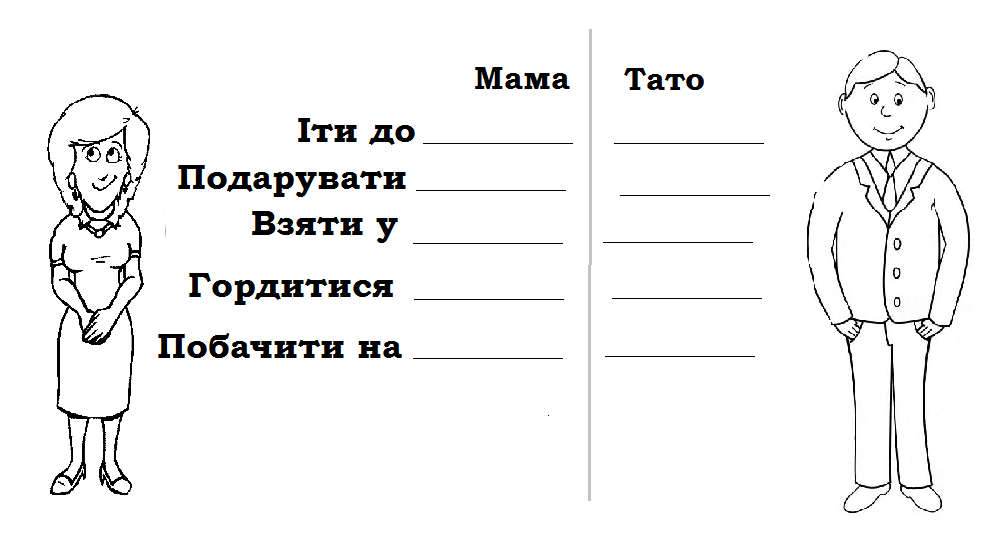 Мама Тато
Іти до
Подарувати
Взяти у
Гордитися
Побачити на